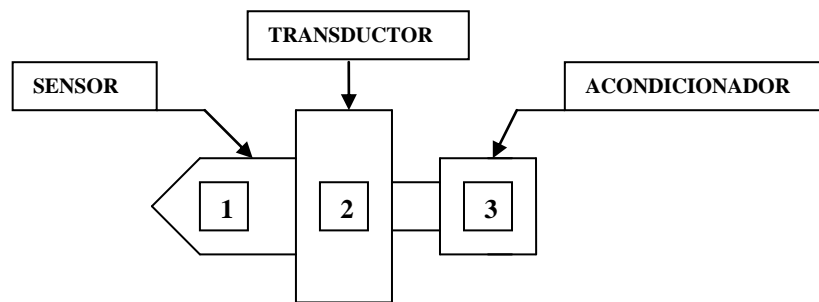 TRANSDUCTOR
SENSOR
ACONDICIONADOR
1
2
3